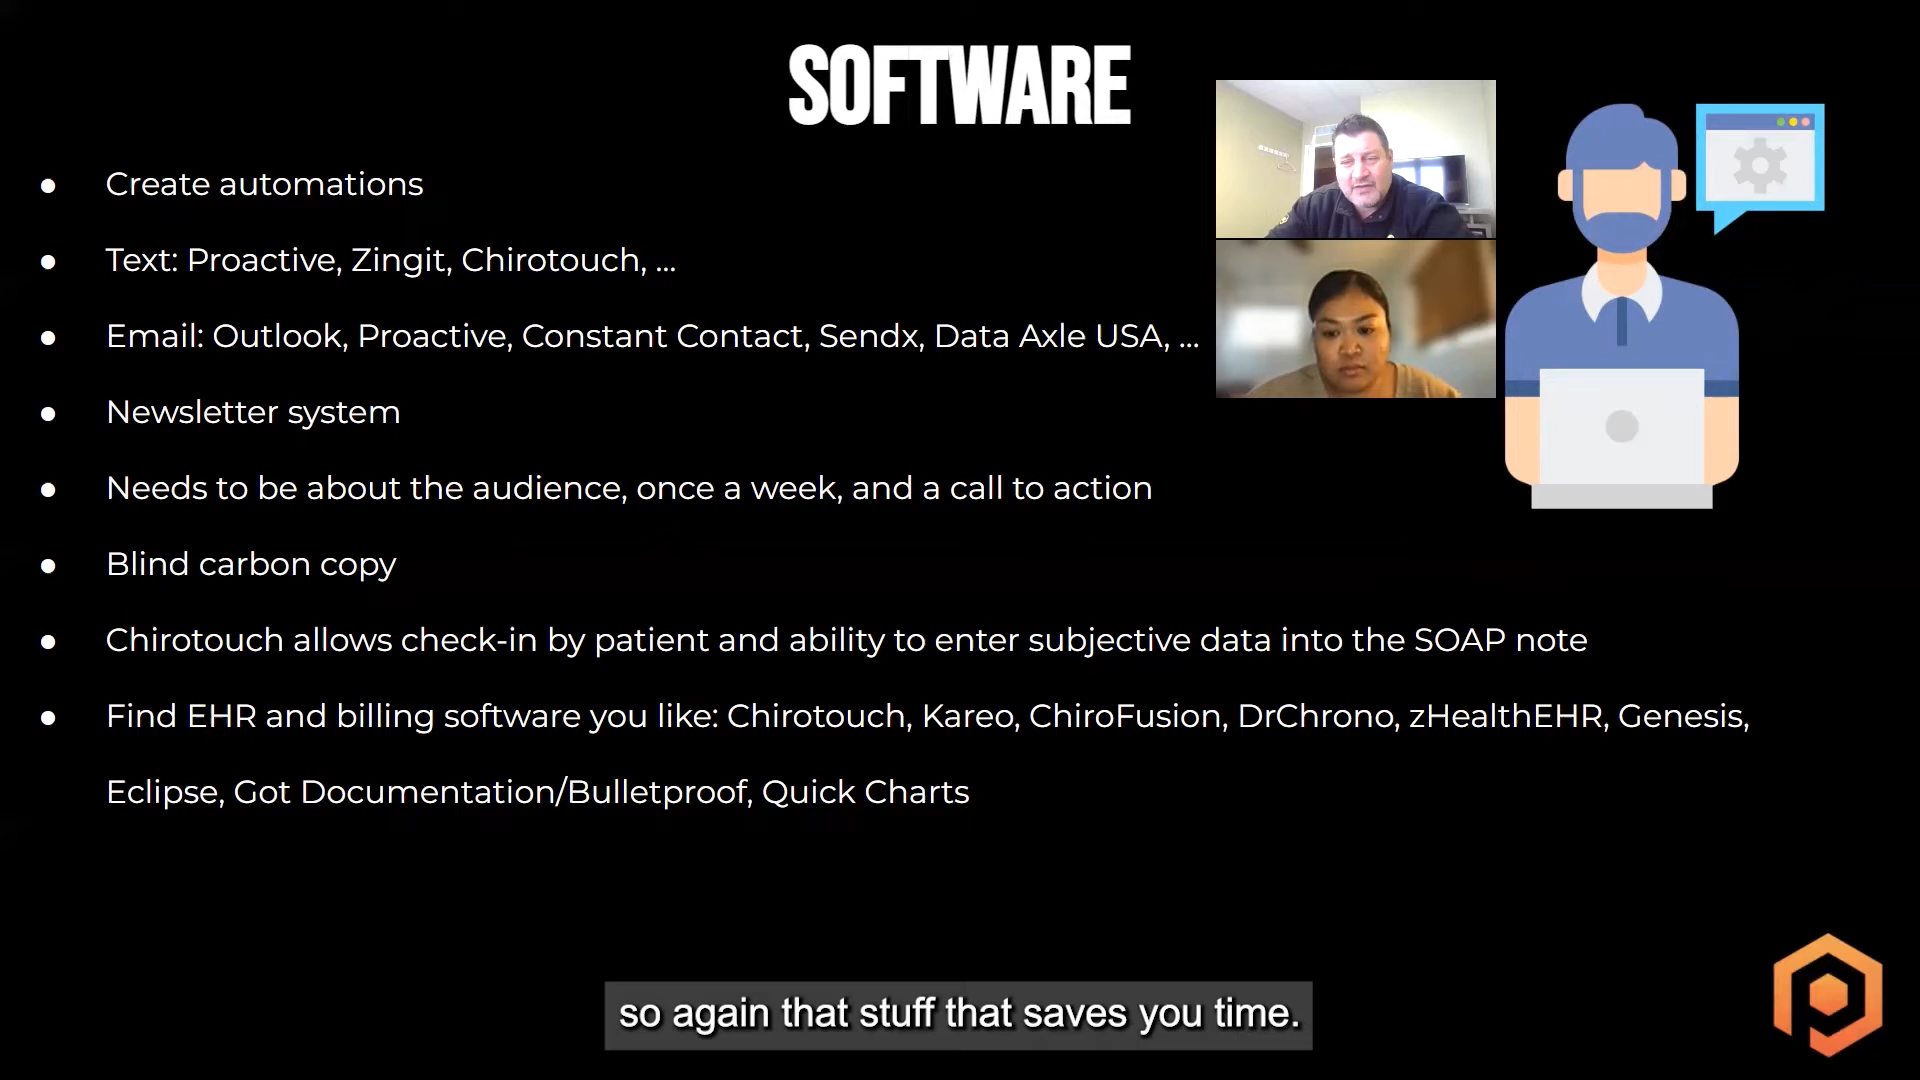 SOFTWARE
● Create automations
● Text: Proactive, Zingit, Chirotouch, ...
● Email: Outlook, Proactive, Constant Contact, Sendx, Data Axle USA, ...
● Newsletter system
● Needs to be about the audience, once a week, and a call to action
● Blind carbon copy
● Chirotouch allows check-in by patient and ability to enter subjective data into the SOAP note
● Find EHR and billing software you like: Chirotouch, Kareo, ChiroFusion, DrChrono, zHealthEHR, Genesis,
Eclipse, Got Documentation/Bulletproof, Quick Charts
so again that stuff that saves you time.